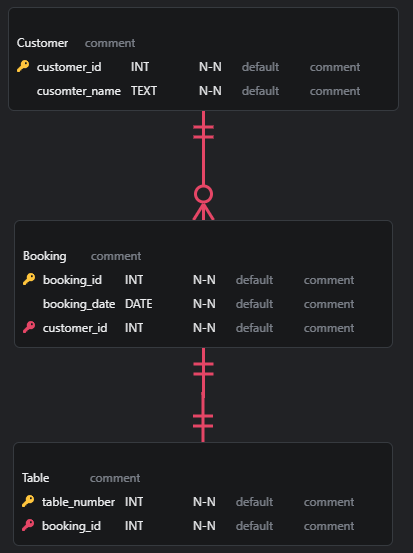 Customer comment
customer_id INT N-N default comment
cusomter_name TEXT N-N default comment
Booking comment
booking_id INT N-N default comment
booking_date DATE N-N default comment
customer_id INT N-N default comment
Table comment
table_number INT N-N default comment
booking_id INT N-N default comment